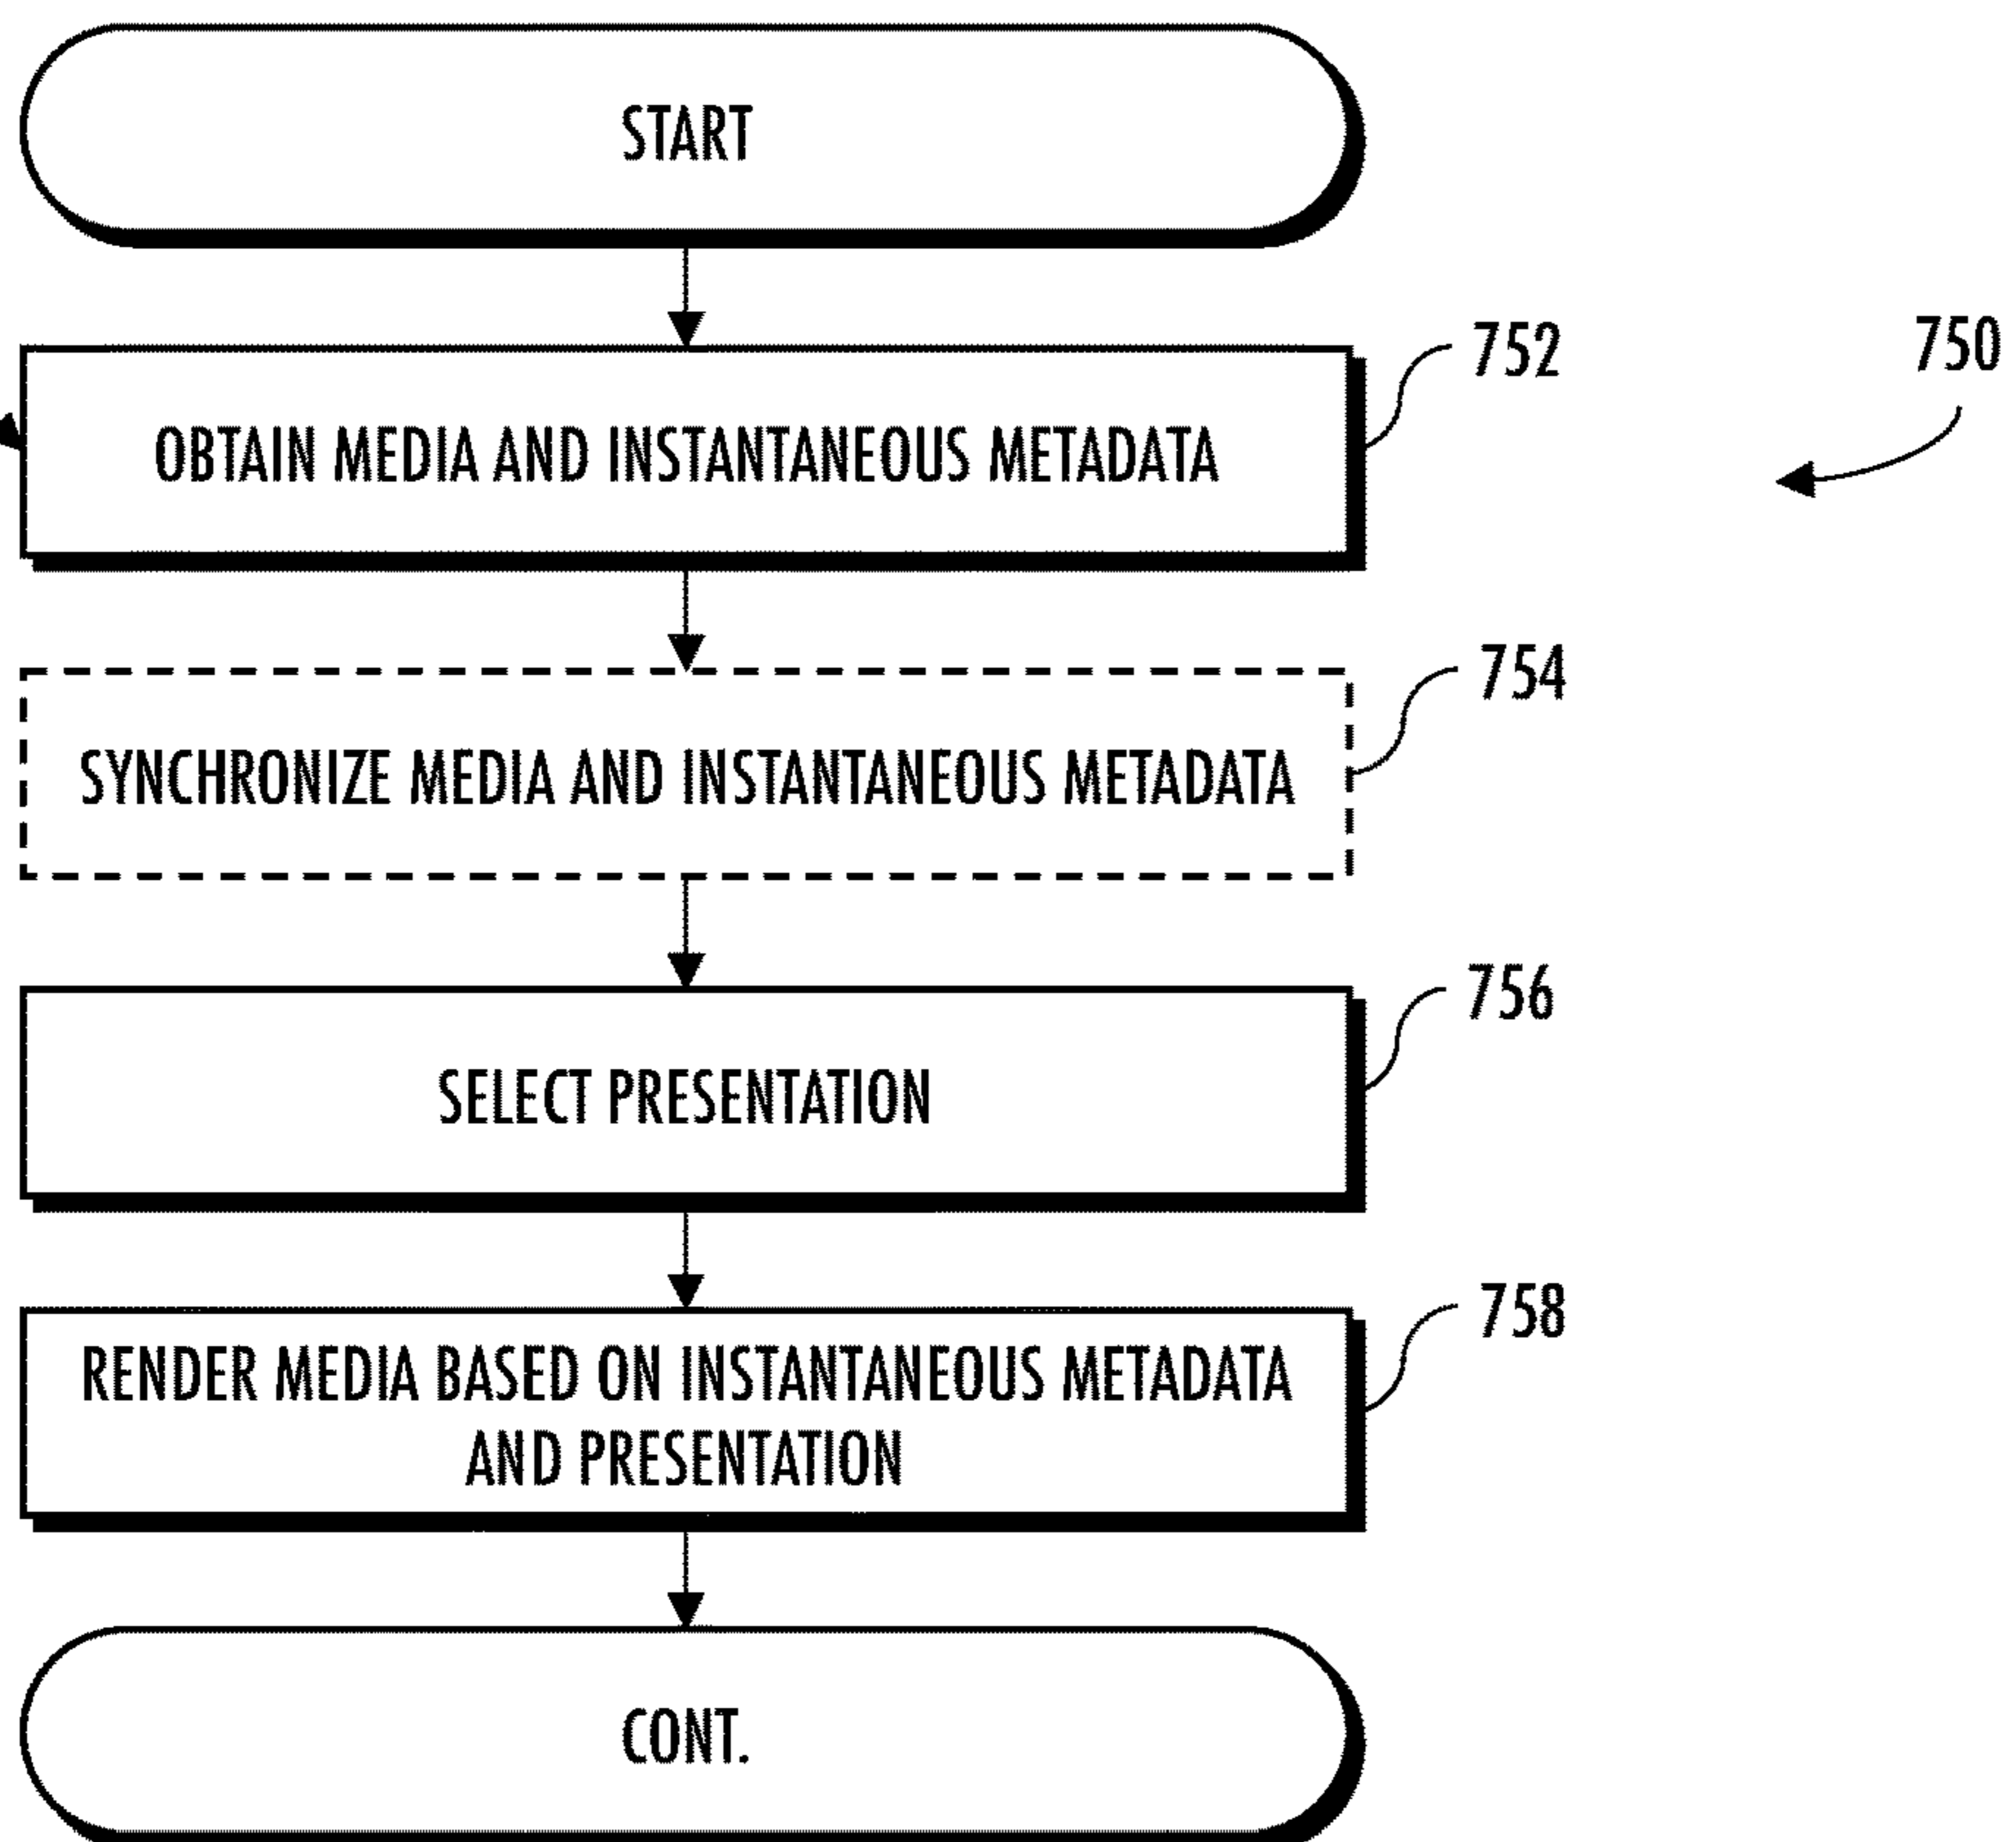 START
752
750
OBTAIN MEDIA AND INSTANTANEOUS METADATA
754
SYNCHRONIZE MEDIA AND INSTANTANEOUS METADATA
756
SELECT PRESENTATION
758
RENDER MEDIA BASED ON INSTANTANEOUS METADATA
AND PRESENTATION
CONT.